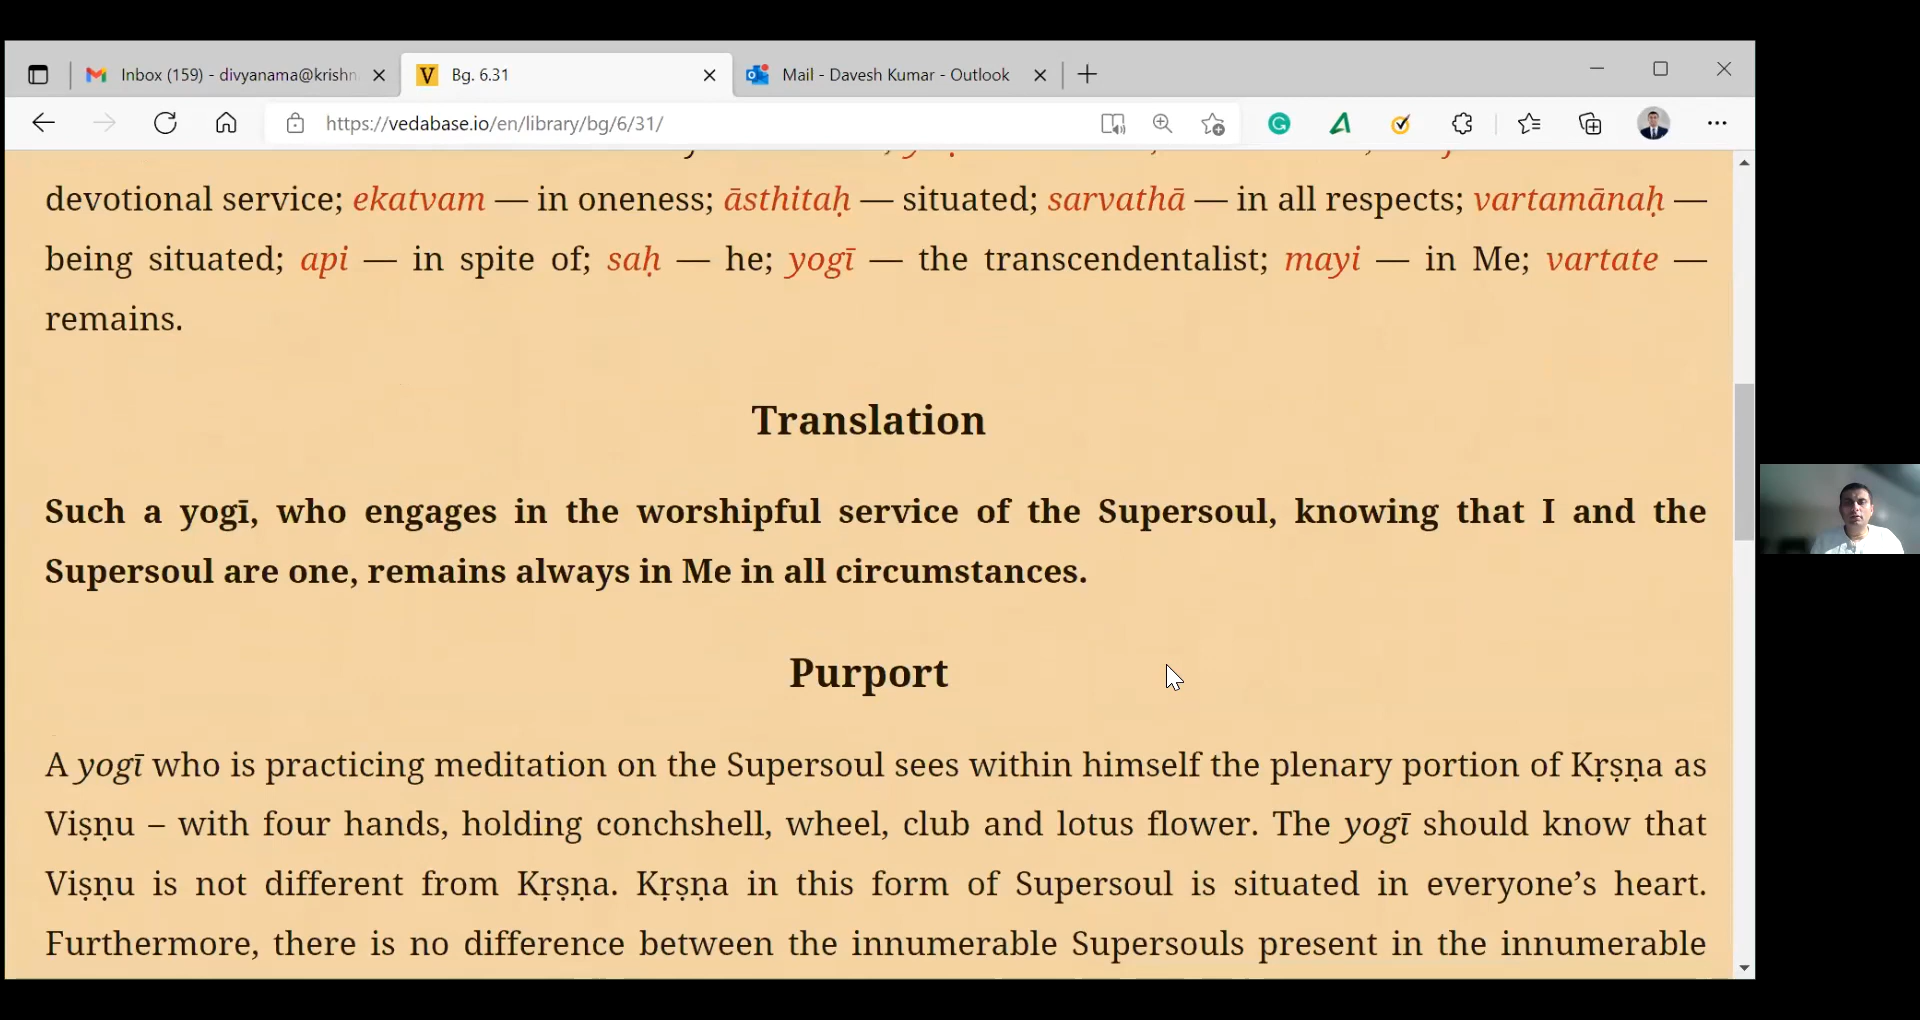 Inbox (159) - divyanama@krishn
Bg. 6.31
Mail - Davesh Kumar - Outlook
https://vedabase.io/en/library/bg/6/31/
devotional service; ekatvam — in oneness; āsthitaḥ — situated; sarvathā — in all respects; vartamānaḥ —
being situated; api — in spite of; saḥ — he; yogī — the transcendentalist; mayi — in Me; vartate —
remains.
Translation
Such a yogī, who engages in the worshipful service of the Supersoul, knowing that I and the
Supersoul are one, remains always in Me in all circumstances.
Purport
A yogī who is practicing meditation on the Supersoul sees within himself the plenary portion of Kṛṣṇa as
Viṣṇu – with four hands, holding conchshell, wheel, club and lotus flower. The yogī should know that
Viṣṇu is not different from Kṛṣṇa. Kṛṣṇa in this form of Supersoul is situated in everyone’s heart.
Furthermore, there is no difference between the innumerable Supersouls present in the innumerable